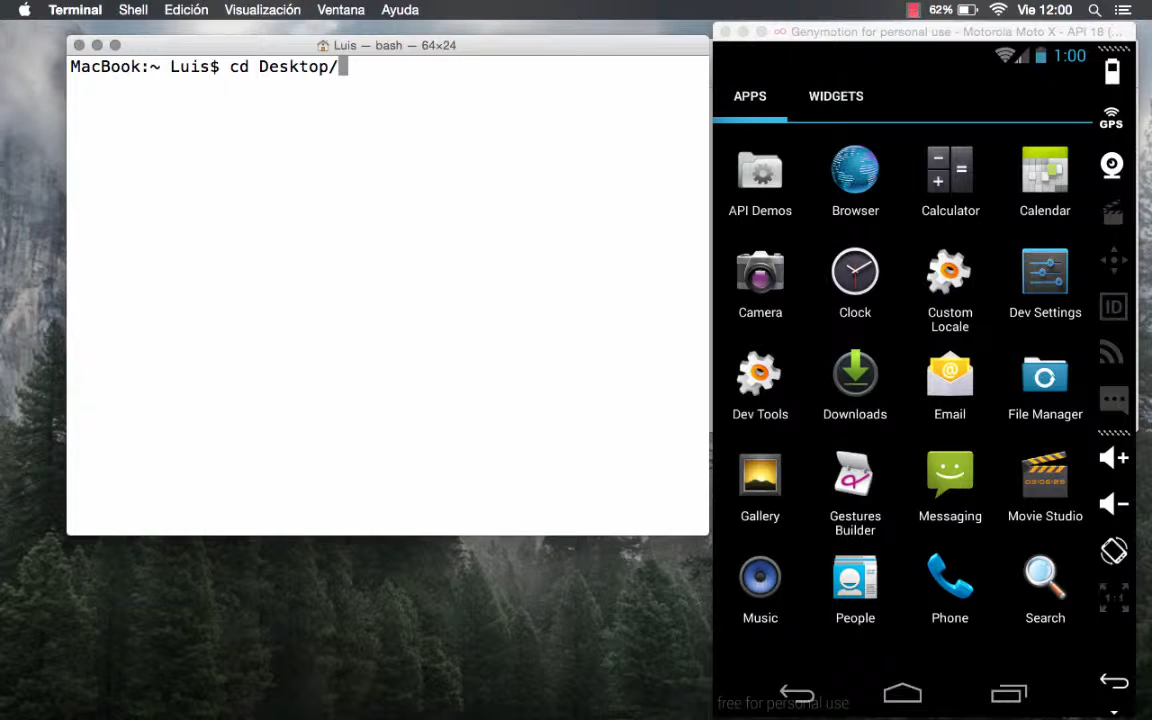 Terminal Shell Edición Visualización Ventana Ayuda 62% Vie 12:00
Luis — bash — 64×24
MacBook:~ Luis$ cd Desktop/
Genymotion for personal use - Motorola Moto X - API 18 (...
1:00
APPS WIDGETS
GPS
API Demos Browser Calculator Calendar
Camera Clock Custom Locale Dev Settings
ID
Dev Tools Downloads Email File Manager
Gallery Gestures Builder Messaging Movie Studio
Music People Phone Search
1:1
free for personal use